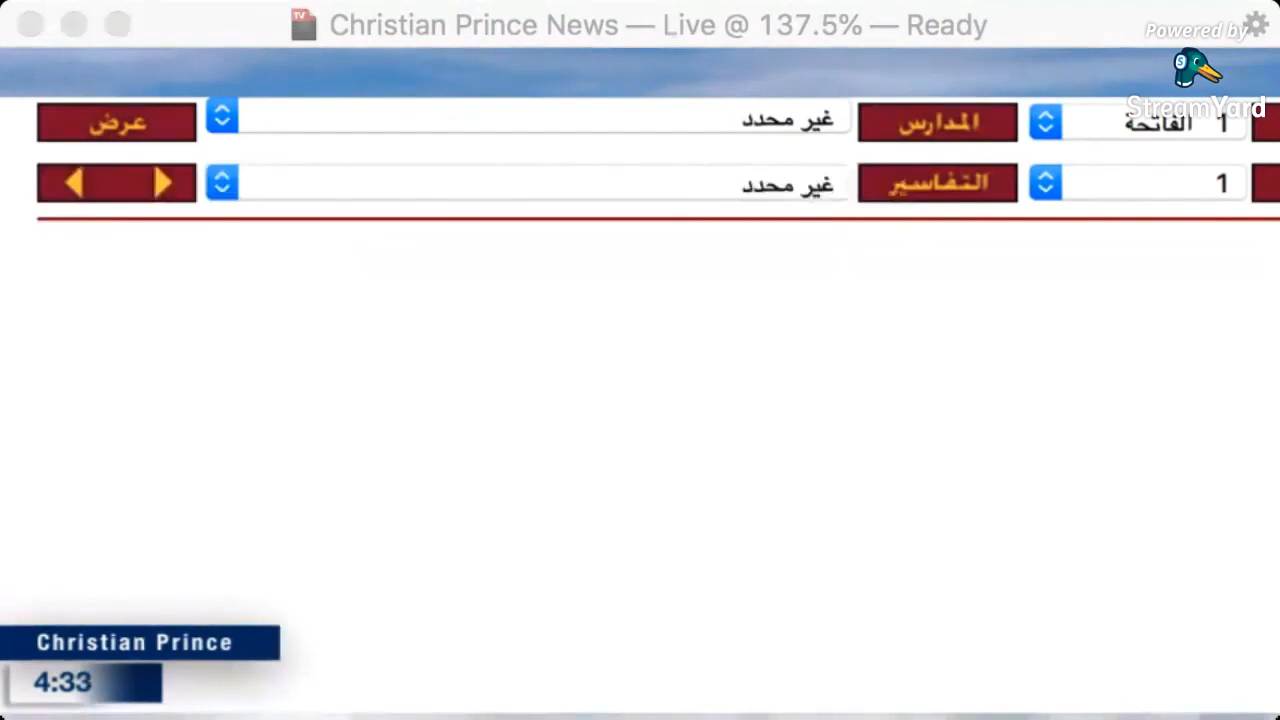 Christian Prince News — Live @ 137.5% — Ready
Powered by
StreamYard
1 الفاتحة المدارس غير محدد عرض
1 التفاسير غير محدد
Christian Prince
4:33